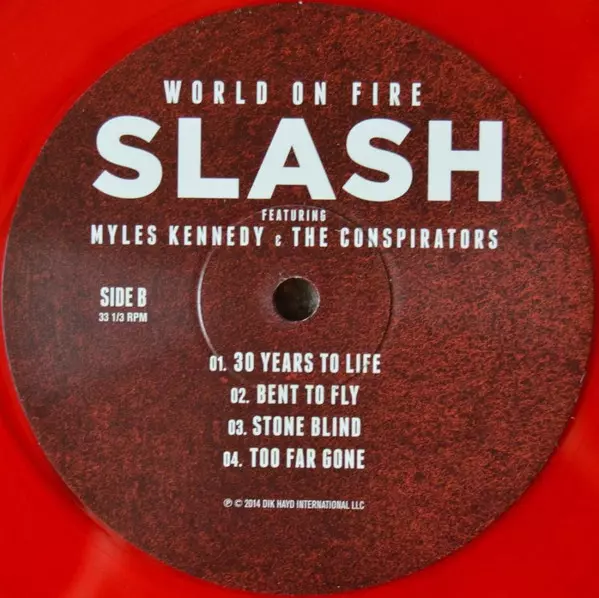 WORLD ON FIRE
SLASH
FEATURING
MYLES KENNEDY & THE CONSPIRATORS
SIDE B
33 1/3 RPM
01. 30 YEARS TO LIFE
02. BENT TO FLY
03. STONE BLIND
04. TOO FAR GONE
℗ © 2014 DIK HAYD INTERNATIONAL LLC